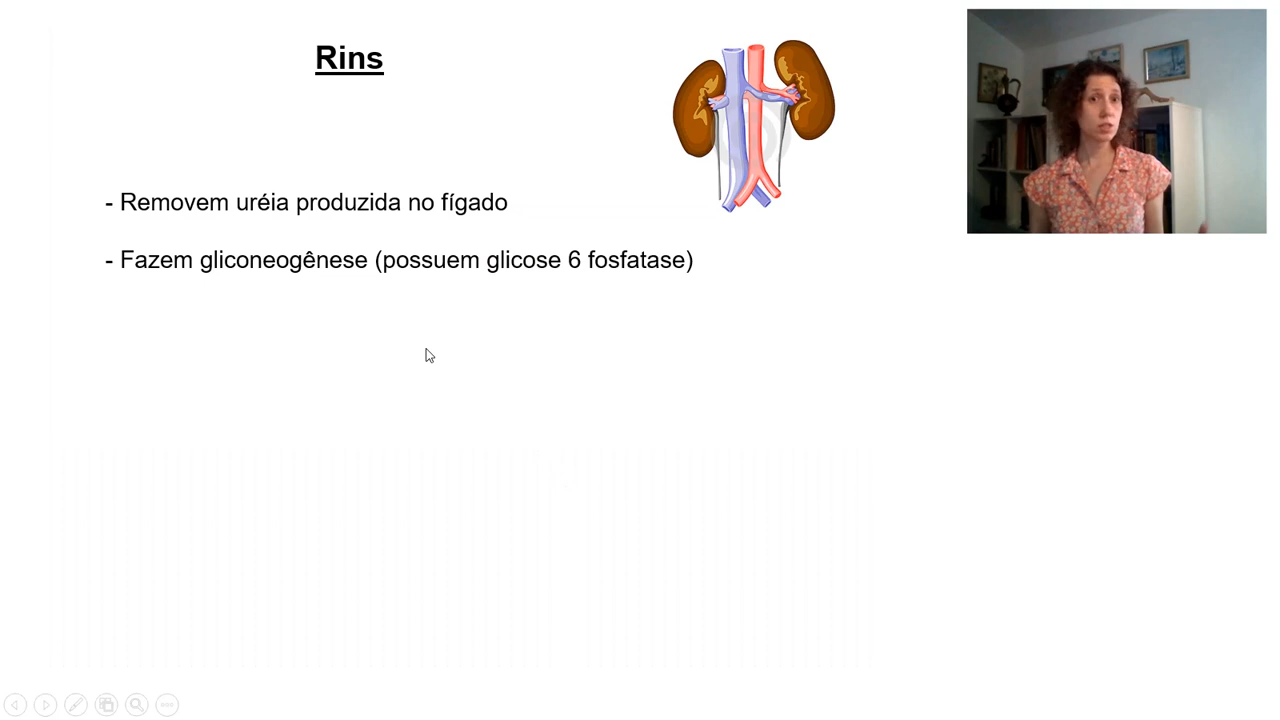 Rins
- Removem uréia produzida no fígado
- Fazem gliconeogênese (possuem glicose 6 fosfatase)